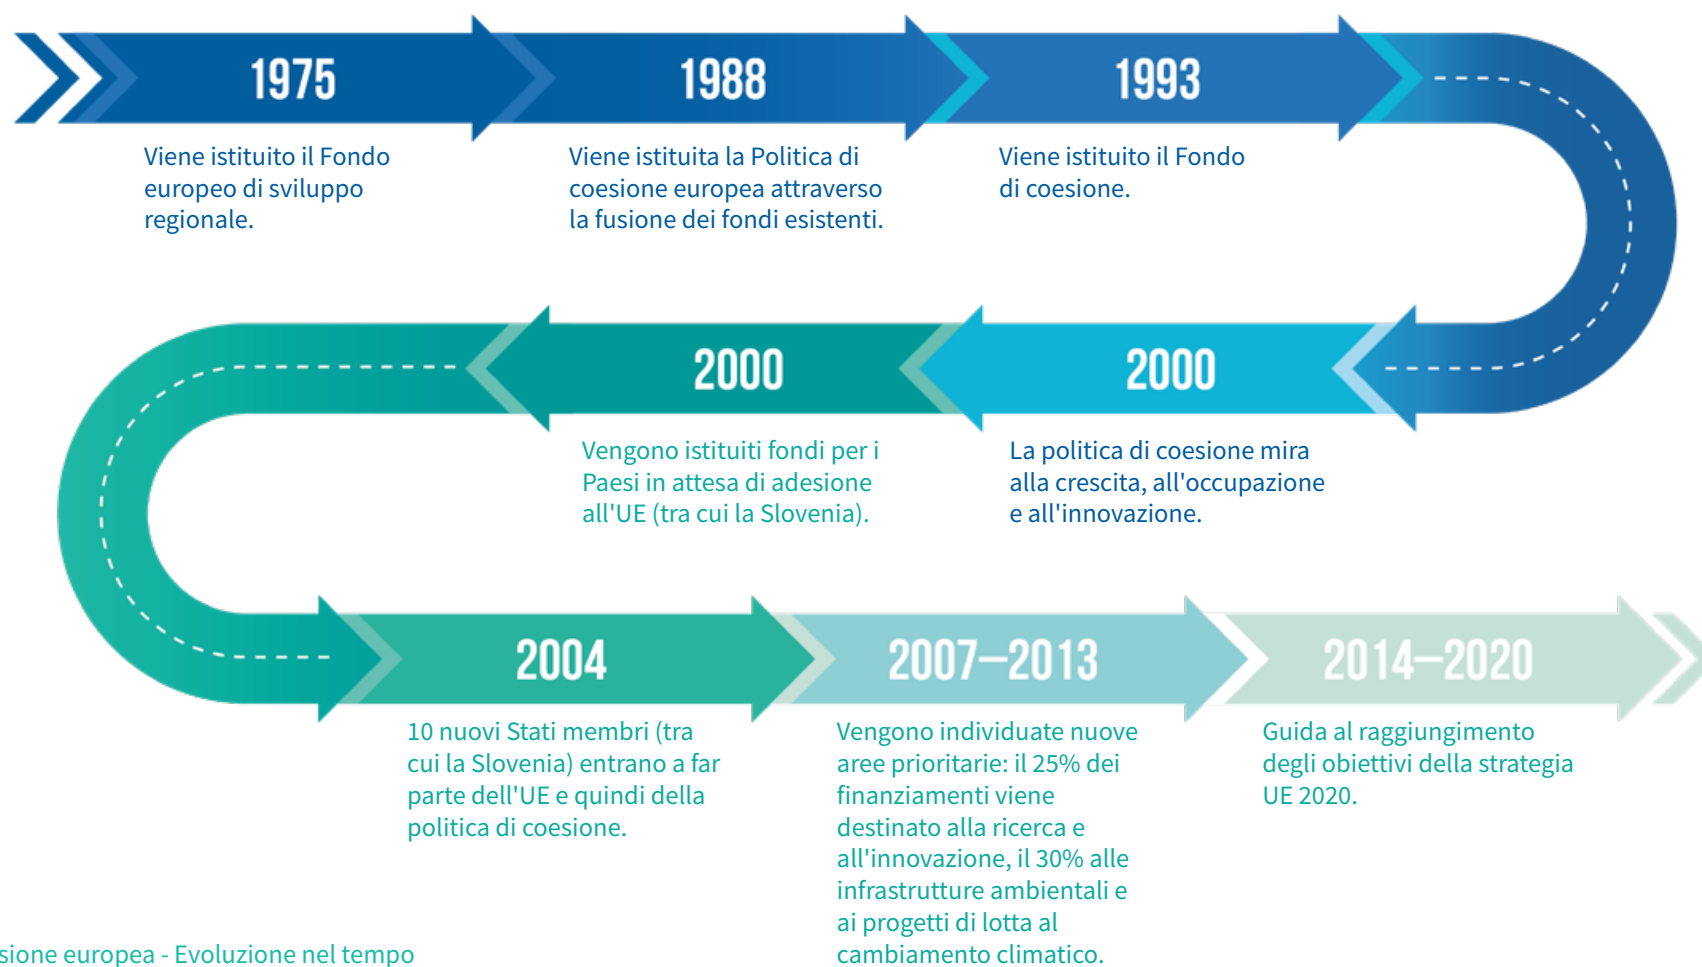 1975
Viene istituito il Fondo
europeo di sviluppo
regionale.
1988
Viene istituita la Politica di
coesione europea attraverso
la fusione dei fondi esistenti.
1993
Viene istituito il Fondo
di coesione.
2000
La politica di coesione mira
alla crescita, all'occupazione
e all'innovazione.
2000
Vengono istituiti fondi per i
Paesi in attesa di adesione
all'UE (tra cui la Slovenia).
2004
10 nuovi Stati membri (tra
cui la Slovenia) entrano a far
parte dell'UE e quindi della
politica di coesione.
2007–2013
Vengono individuate nuove
aree prioritarie: il 25% dei
finanziamenti viene
destinato alla ricerca e
all'innovazione, il 30% alle
infrastrutture ambientali e
ai progetti di lotta al
cambiamento climatico.
2014–2020
Guida al raggiungimento
degli obiettivi della strategia
UE 2020.
sione europea - Evoluzione nel tempo